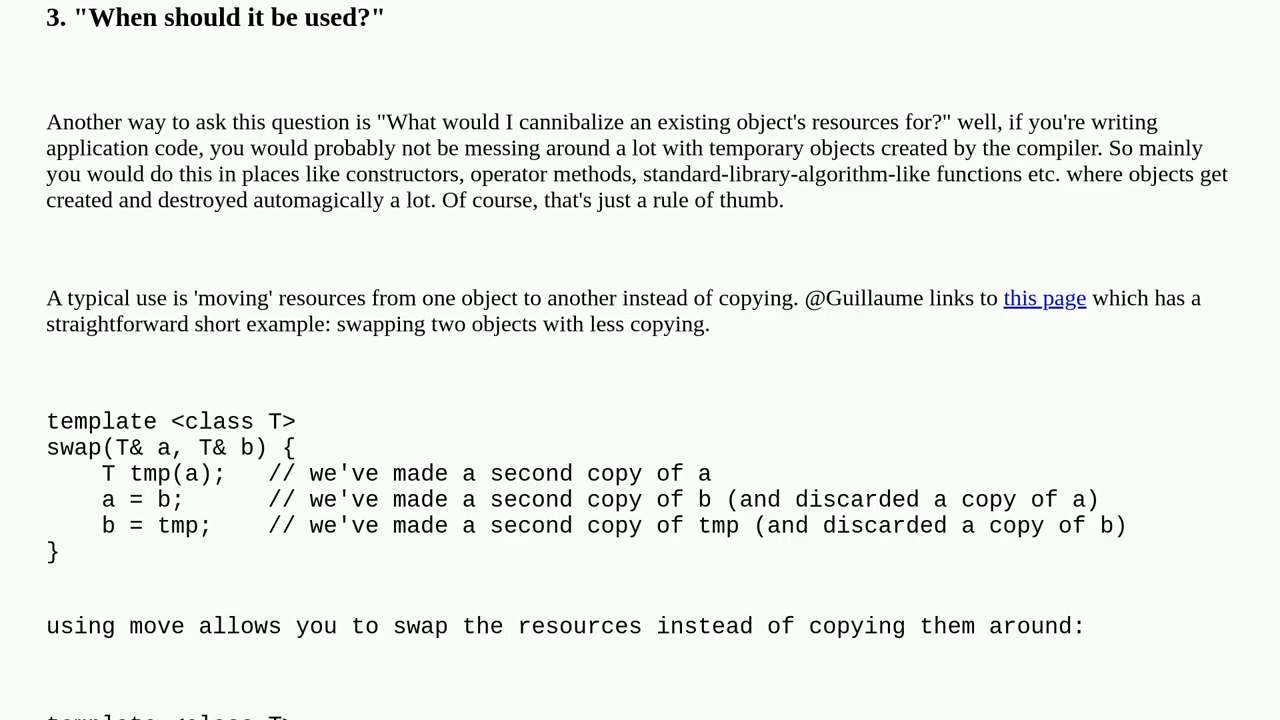 3. "When should it be used?"
Another way to ask this question is "What would I cannibalize an existing object's resources for?" well, if you're writing
application code, you would probably not be messing around a lot with temporary objects created by the compiler. So mainly
you would do this in places like constructors, operator methods, standard-library-algorithm-like functions etc. where objects get
created and destroyed automagically a lot. Of course, that's just a rule of thumb.
A typical use is 'moving' resources from one object to another instead of copying. @Guillaume links to this page which has a
straightforward short example: swapping two objects with less copying.
template <class T>
swap(T& a, T& b) {
    T tmp(a);   // we've made a second copy of a
    a = b;      // we've made a second copy of b (and discarded a copy of a)
    b = tmp;    // we've made a second copy of tmp (and discarded a copy of b)
}
using move allows you to swap the resources instead of copying them around:
template <class T>